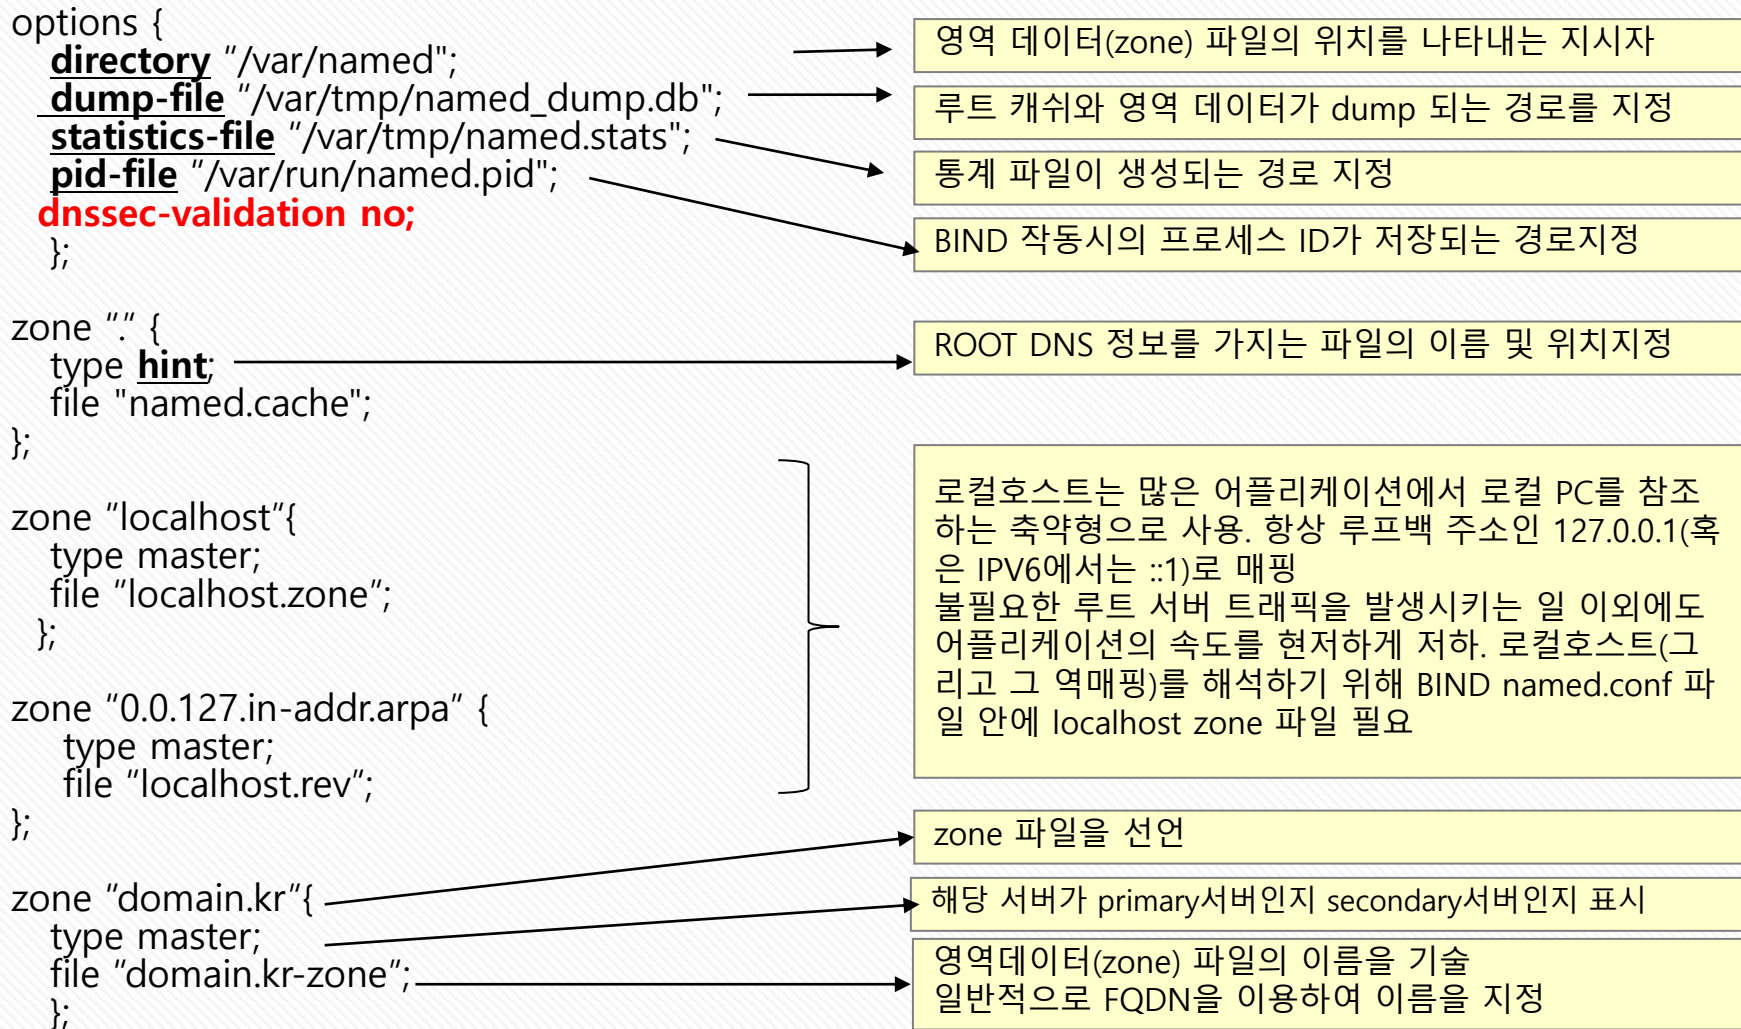 options {
directory “/var/named";
dump-file “/var/tmp/named_dump.db";
statistics-file “/var/tmp/named.stats";
pid-file “/var/run/named.pid";
dnssec-validation no;
};
zone “.” {
type hint;
file "named.cache";
};
zone “localhost“{
type master;
file “localhost.zone“;
};
zone “0.0.127.in-addr.arpa” {
type master;
file “localhost.rev“;
};
zone “domain.kr“{
type master;
file “domain.kr-zone“;
};
영역 데이터(zone) 파일의 위치를 나타내는 지시자
루트 캐쉬와 영역 데이터가 dump 되는 경로를 지정
통계 파일이 생성되는 경로 지정
BIND 작동시의 프로세스 ID가 저장되는 경로지정
ROOT DNS 정보를 가지는 파일의 이름 및 위치지정
로컬호스트는 많은 어플리케이션에서 로컬 PC를 참조
하는 축약형으로 사용. 항상 루프백 주소인 127.0.0.1(혹
은 IPV6에서는 ::1)로 매핑
불필요한 루트 서버 트래픽을 발생시키는 일 이외에도
어플리케이션의 속도를 현저하게 저하. 로컬호스트(그
리고 그 역매핑)를 해석하기 위해 BIND named.conf 파
일 안에 localhost zone 파일 필요
zone 파일을 선언
해당 서버가 primary서버인지 secondary서버인지 표시
영역데이터(zone) 파일의 이름을 기술
일반적으로 FQDN을 이용하여 이름을 지정